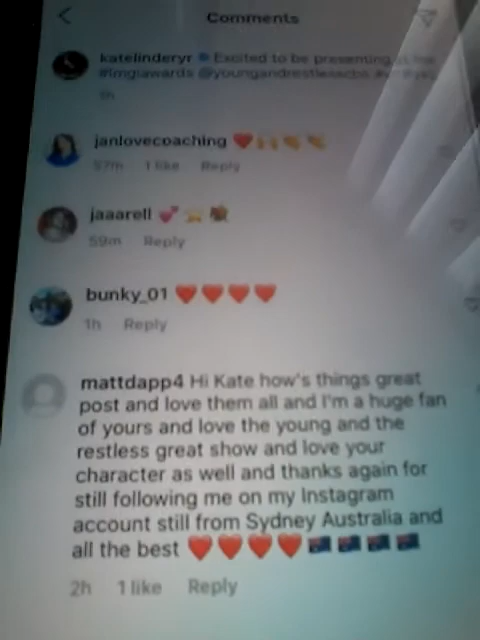 Comments
katelinderyr Excited to be presenting
@youngandrestlesscbs
janlovecoaching ❤️🙌👏👏
57m 1 like Reply
jaaarell
59m Reply
bunky_01 ❤️❤️❤️❤️
1h Reply
mattdapp4 Hi Kate how's things great
post and love them all and I'm a huge fan
of yours and love the young and the
restless great show and love your
character as well and thanks again for
still following me on my Instagram
account still from Sydney Australia and
all the best ❤️❤️❤️❤️🇦🇺🇦🇺🇦🇺🇦🇺
2h 1 like Reply